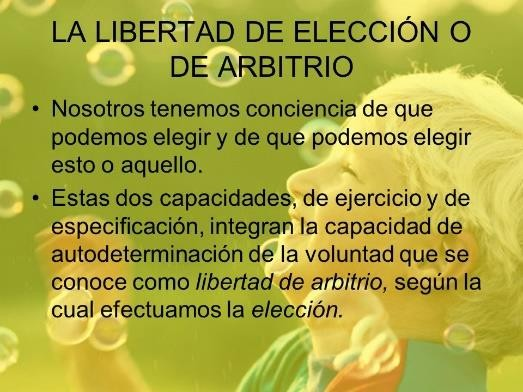 LA LIBERTAD DE ELECCIÓN O
DE ARBITRIO
• Nosotros tenemos conciencia de que
podemos elegir y de que podemos elegir
esto o aquello.
• Estas dos capacidades, de ejercicio y de
especificación, integran la capacidad de
autodeterminación de la voluntad que se
conoce como libertad de arbitrio, según la
cual efectuamos la elección.